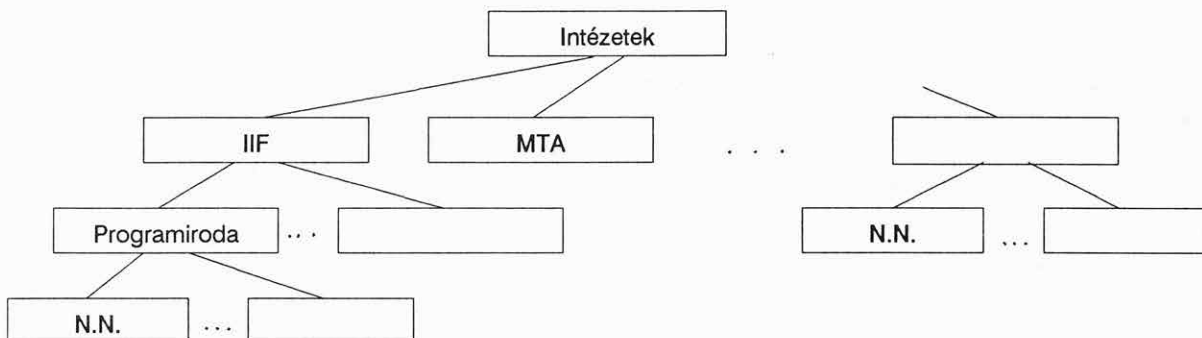 Intézetek
IIF
MTA
. . .
Programiroda
...
N.N.
...
N.N.
...